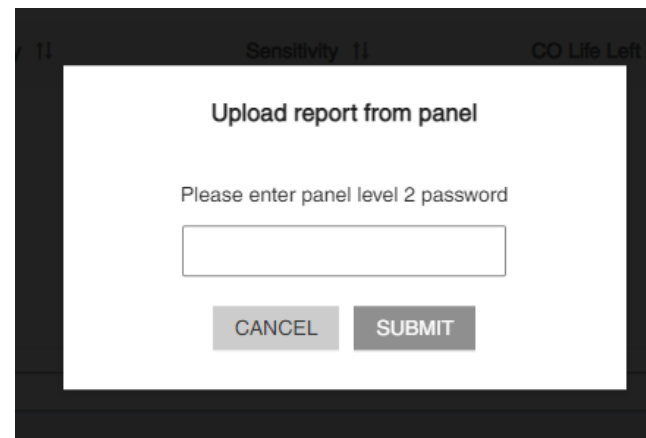 y ↑↓ Sensitivity ↑↓ CO Life Left
Upload report from panel
Please enter panel level 2 password
CANCEL SUBMIT